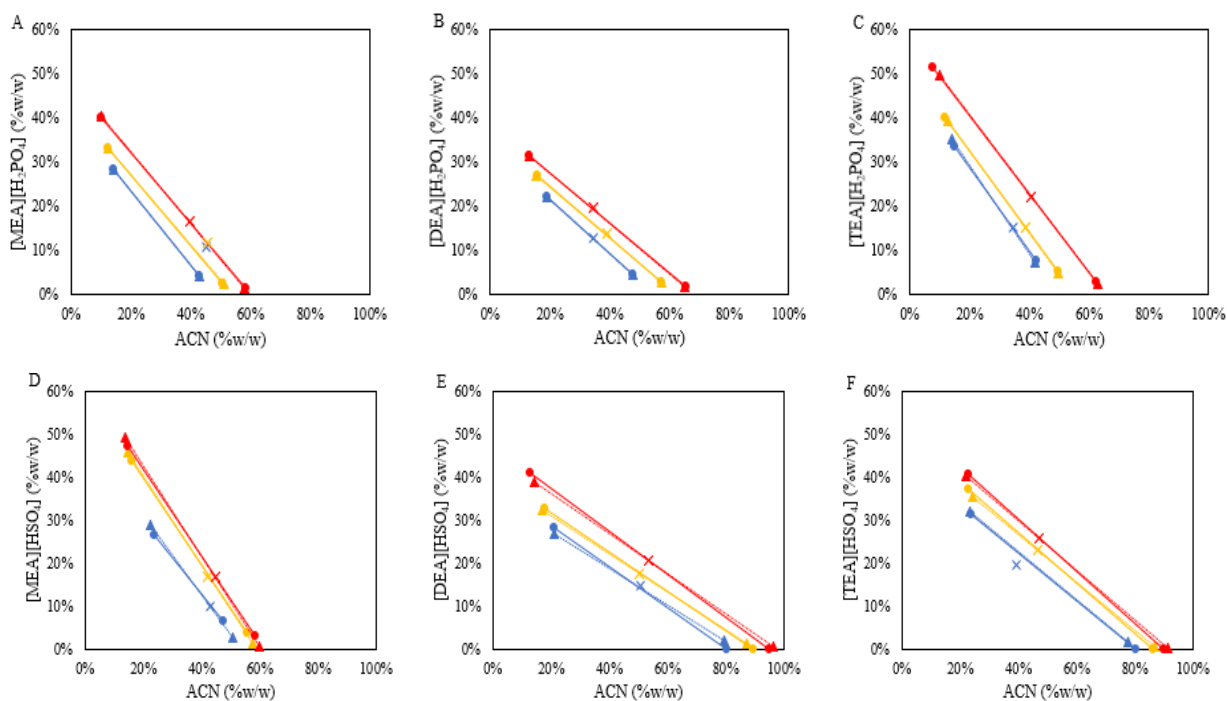 A
60%
50%
40%
30%
20%
10%
0%
[MEA][H₂PO₄] (%w/w)
0% 20% 40% 60% 80% 100%
ACN (%w/w)
B
60%
50%
40%
30%
20%
10%
0%
[DEA][H₂PO₄] (%w/w)
0% 20% 40% 60% 80% 100%
ACN (%w/w)
C
60%
50%
40%
30%
20%
10%
0%
[TEA][H₂PO₄] (%w/w)
0% 20% 40% 60% 80% 100%
ACN (%w/w)
D
60%
50%
40%
30%
20%
10%
0%
[MEA][HSO₄] (%w/w)
0% 20% 40% 60% 80% 100%
ACN (%w/w)
E
60%
50%
40%
30%
20%
10%
0%
[DEA][HSO₄] (%w/w)
0% 20% 40% 60% 80% 100%
ACN (%w/w)
F
60%
50%
40%
30%
20%
10%
0%
[TEA][HSO₄] (%w/w)
0% 20% 40% 60% 80% 100%
ACN (%w/w)